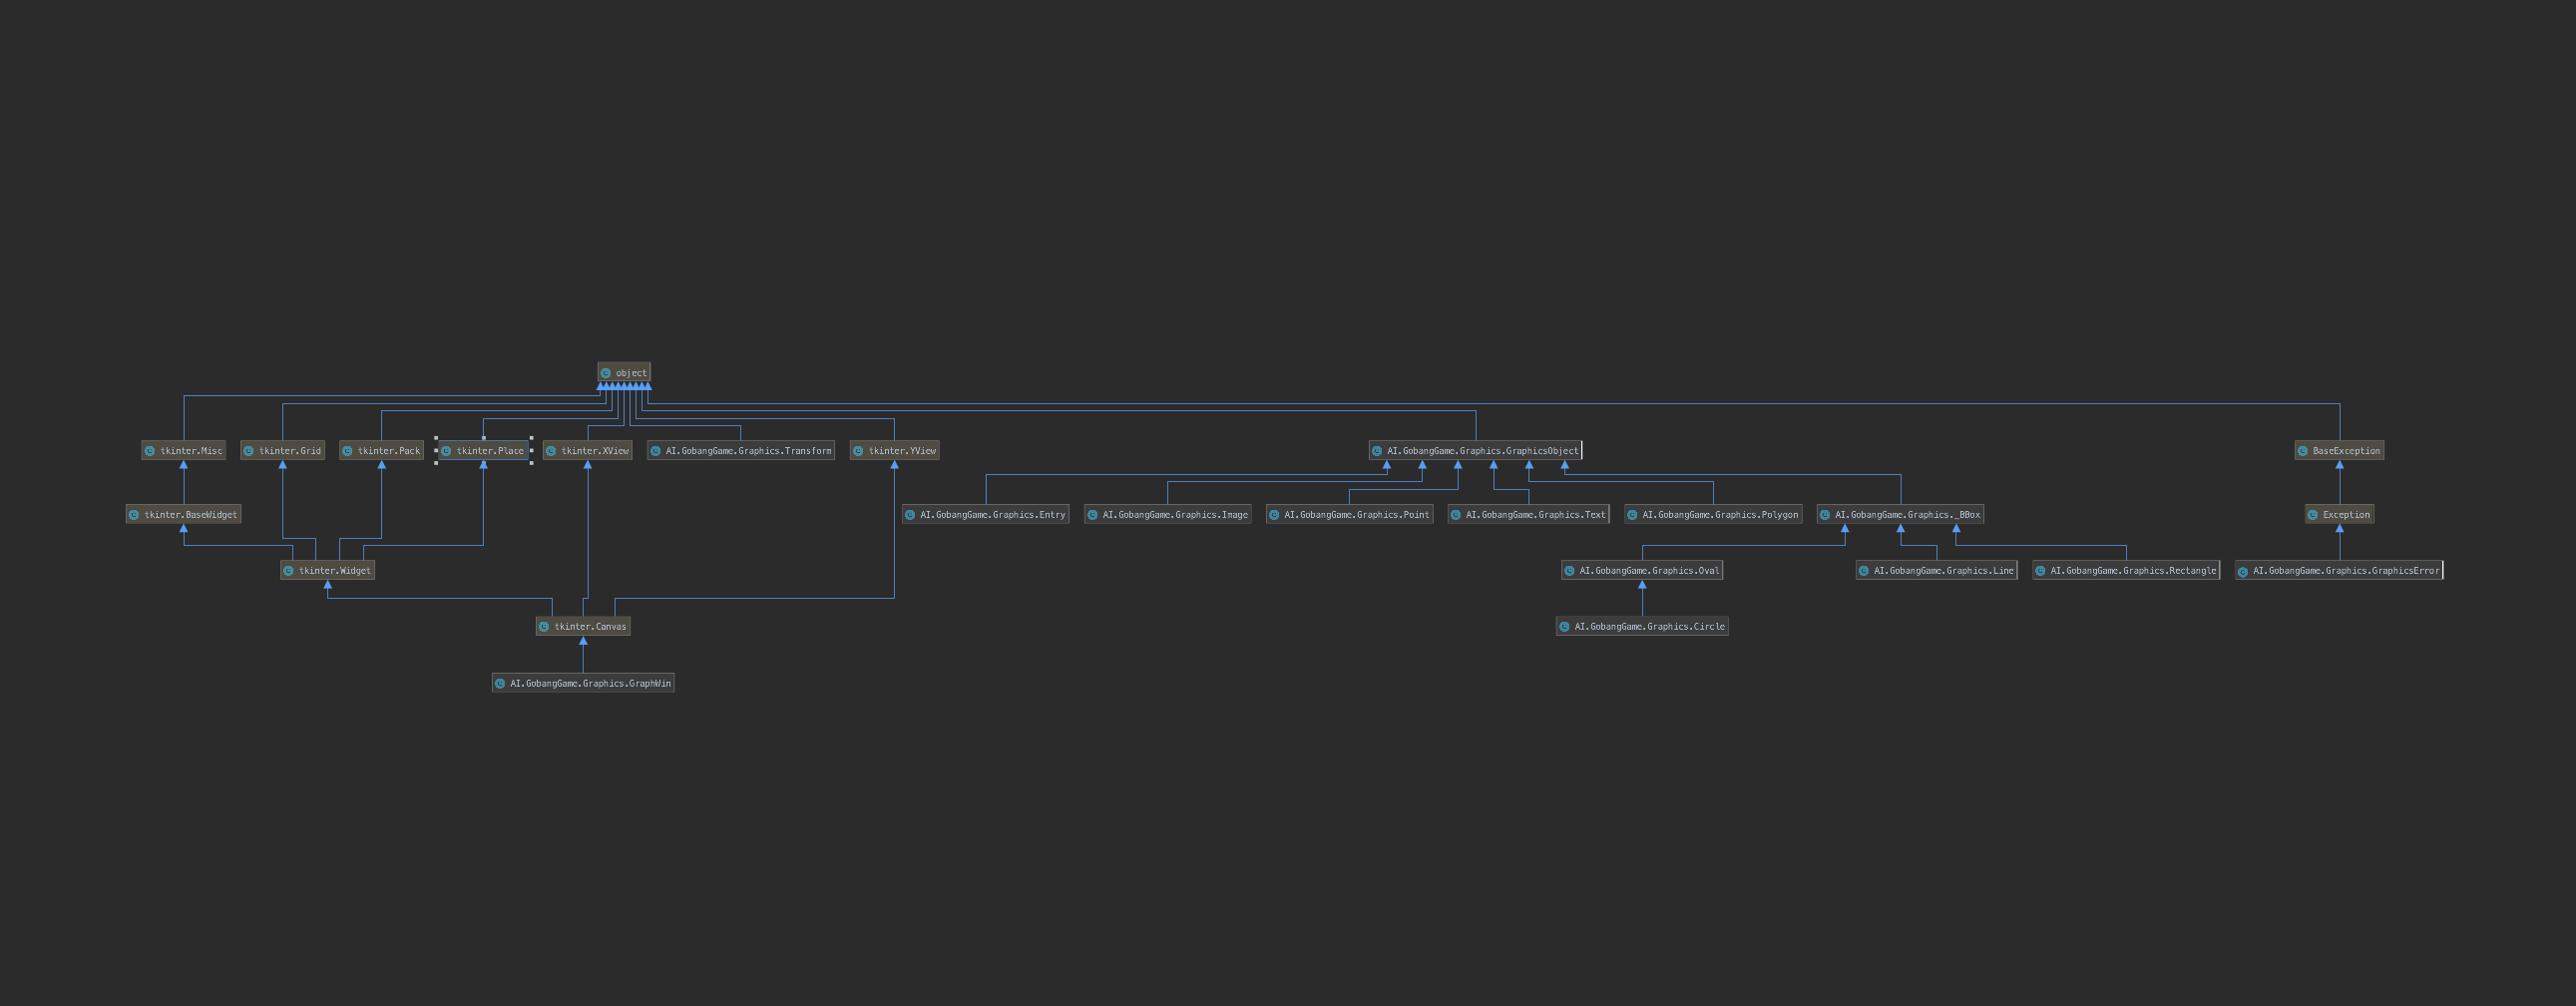 object
tkinter.Misc
tkinter.Grid
tkinter.Pack
tkinter.Place
tkinter.XView
AI.GobangGame.Graphics.Transform
tkinter.YView
AI.GobangGame.Graphics.GraphicsObject
BaseException
tkinter.BaseWidget
AI.GobangGame.Graphics.Entry
AI.GobangGame.Graphics.Image
AI.GobangGame.Graphics.Point
AI.GobangGame.Graphics.Text
AI.GobangGame.Graphics.Polygon
AI.GobangGame.Graphics._BBox
Exception
tkinter.Widget
AI.GobangGame.Graphics.Oval
AI.GobangGame.Graphics.Line
AI.GobangGame.Graphics.Rectangle
AI.GobangGame.Graphics.GraphicsError
tkinter.Canvas
AI.GobangGame.Graphics.Circle
AI.GobangGame.Graphics.GraphWin